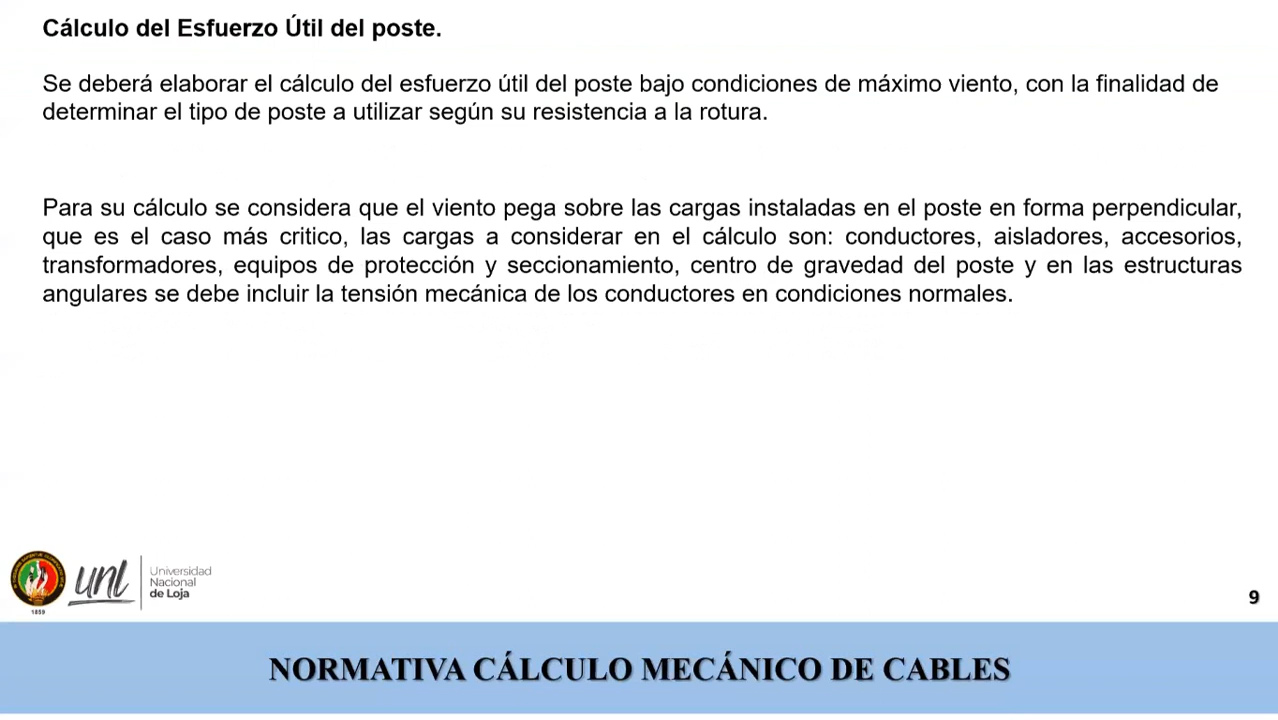 Cálculo del Esfuerzo Útil del poste.
Se deberá elaborar el cálculo del esfuerzo útil del poste bajo condiciones de máximo viento, con la finalidad de
determinar el tipo de poste a utilizar según su resistencia a la rotura.
Para su cálculo se considera que el viento pega sobre las cargas instaladas en el poste en forma perpendicular,
que es el caso más critico, las cargas a considerar en el cálculo son: conductores, aisladores, accesorios,
transformadores, equipos de protección y seccionamiento, centro de gravedad del poste y en las estructuras
angulares se debe incluir la tensión mecánica de los conductores en condiciones normales.
1859
unl
Universidad
Nacional
de Loja
9
NORMATIVA CÁLCULO MECÁNICO DE CABLES